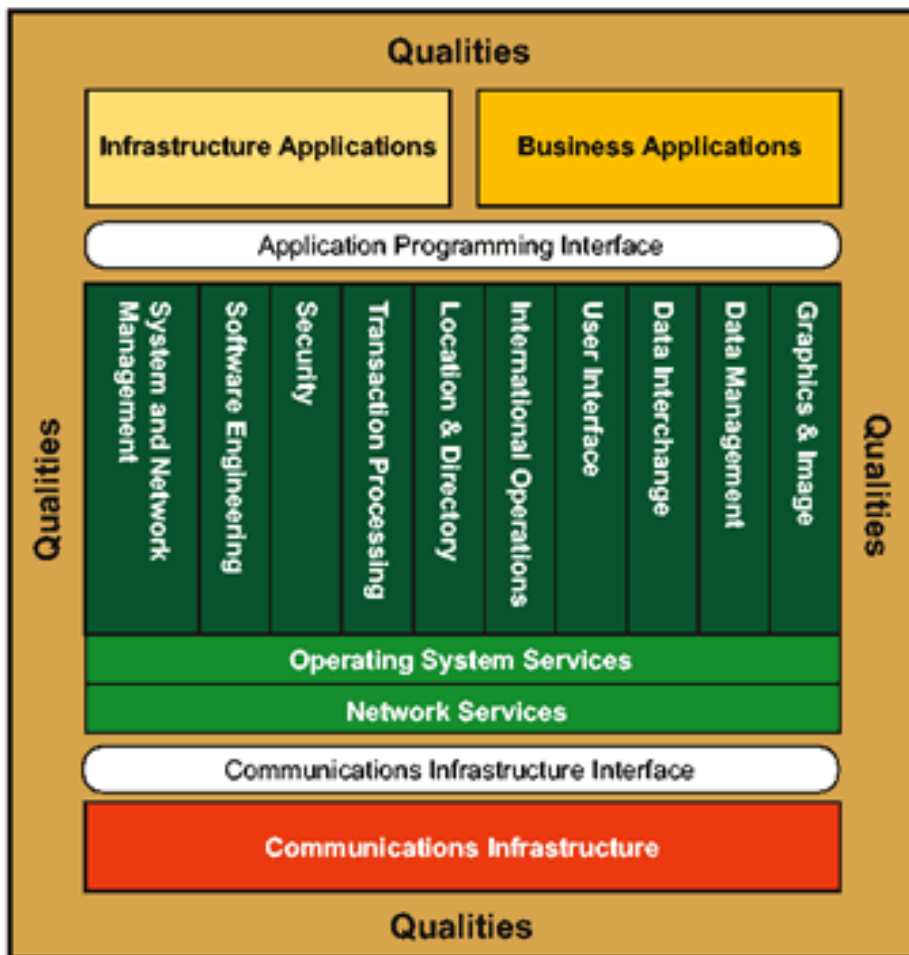 Qualities
Infrastructure Applications
Business Applications
Application Programming Interface
System and Network
Management
Software Engineering
Security
Transaction Processing
Location & Directory
International Operations
User Interface
Data Interchange
Data Management
Graphics & Image
Qualities
Qualities
Operating System Services
Network Services
Communications Infrastructure Interface
Communications Infrastructure
Qualities